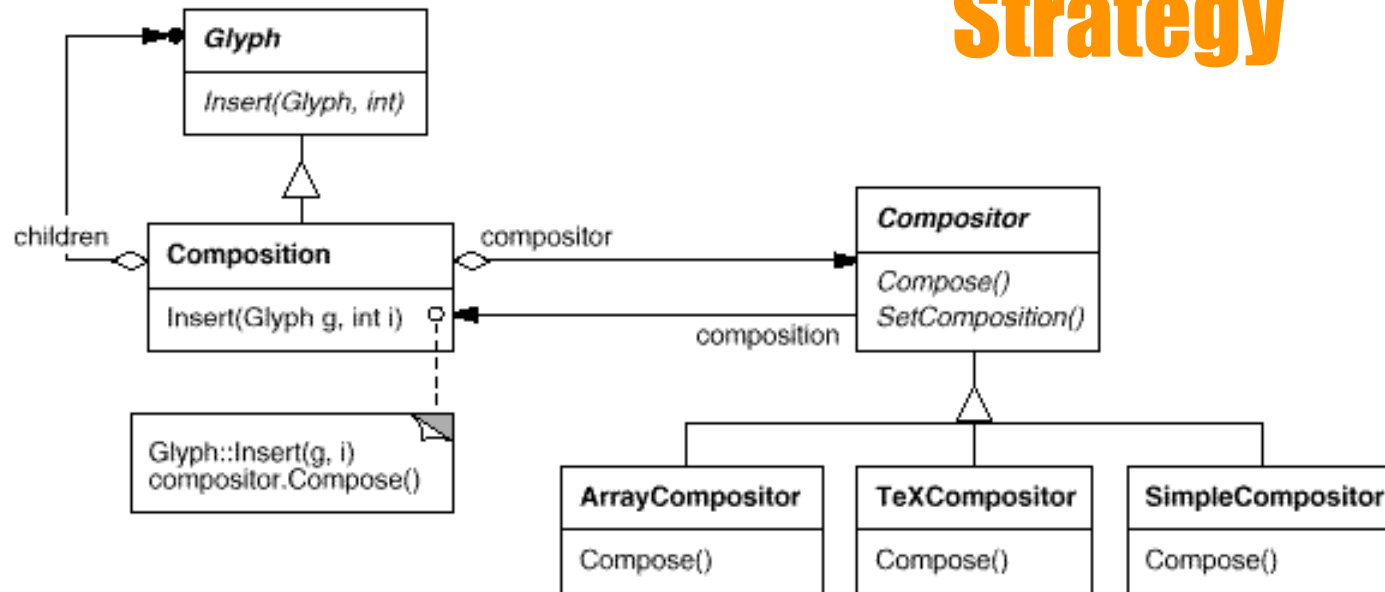 Strategy
Glyph
Insert(Glyph, int)
children
Composition
Insert(Glyph g, int i)
compositor
composition
Compositor
Compose()
SetComposition()
Glyph::Insert(g, i)
compositor.Compose()
ArrayCompositor
Compose()
TeXCompositor
Compose()
SimpleCompositor
Compose()